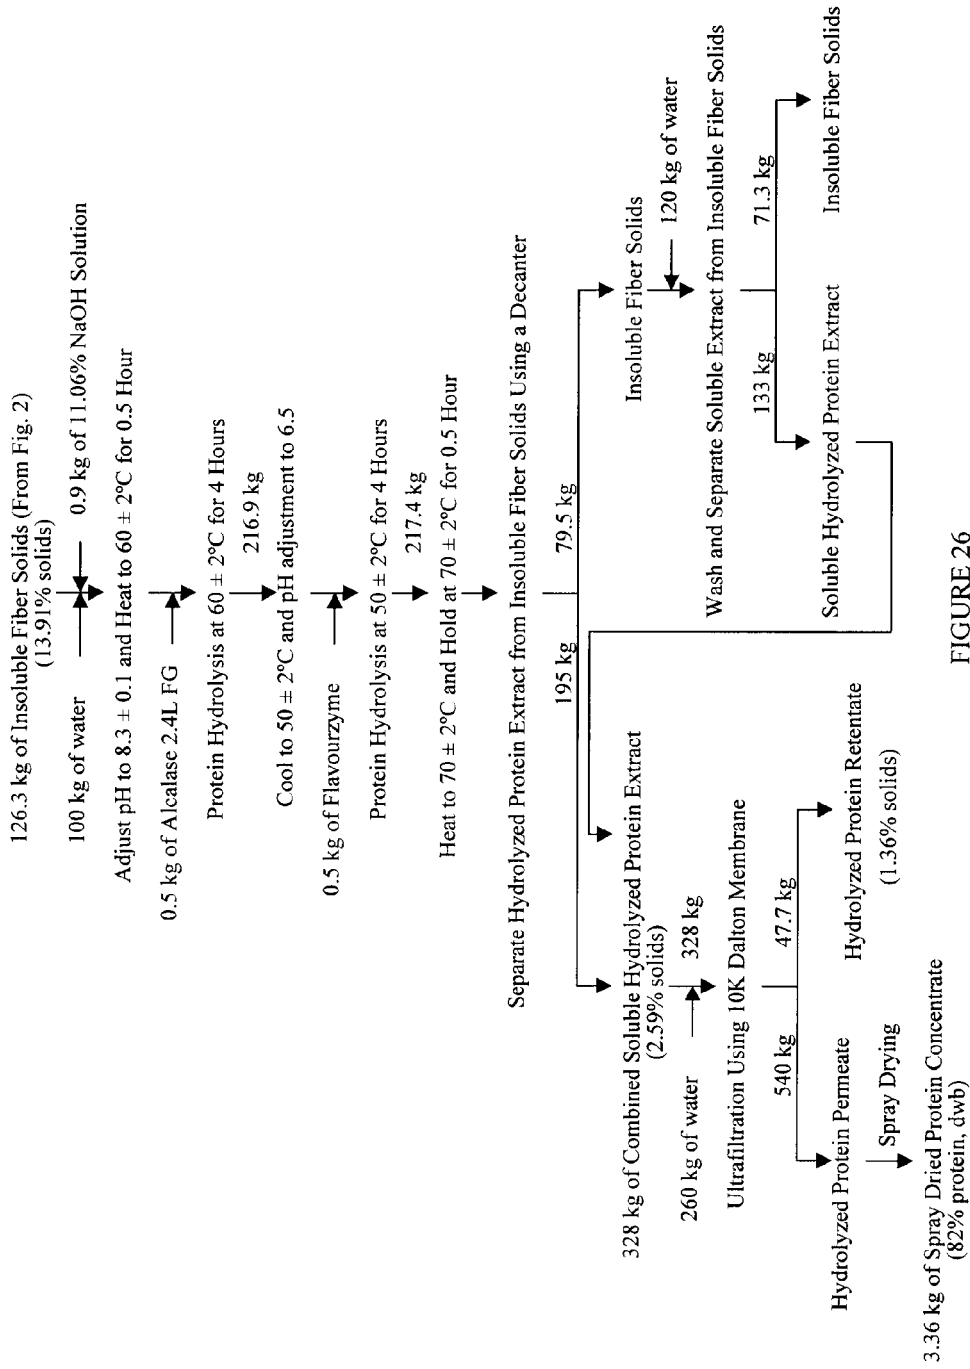 126.3 kg of Insoluble Fiber Solids (From Fig. 2)
(13.91% solids)
100 kg of water
0.9 kg of 11.06% NaOH Solution
Adjust pH to 8.3 ± 0.1 and Heat to 60 ± 2°C for 0.5 Hour
0.5 kg of Alcalase 2.4L FG
Protein Hydrolysis at 60 ± 2°C for 4 Hours
216.9 kg
Cool to 50 ± 2°C and pH adjustment to 6.5
0.5 kg of Flavourzyme
Protein Hydrolysis at 50 ± 2°C for 4 Hours
217.4 kg
Heat to 70 ± 2°C and Hold at 70 ± 2°C for 0.5 Hour
Separate Hydrolyzed Protein Extract from Insoluble Fiber Solids Using a Decanter
195 kg
79.5 kg
328 kg of Combined Soluble Hydrolyzed Protein Extract
(2.59% solids)
Insoluble Fiber Solids
260 kg of water
328 kg
120 kg of water
Ultrafiltration Using 10K Dalton Membrane
Wash and Separate Soluble Extract from Insoluble Fiber Solids
540 kg
47.7 kg
133 kg
71.3 kg
Hydrolyzed Protein Permeate
Hydrolyzed Protein Retentate
(1.36% solids)
Soluble Hydrolyzed Protein Extract
Insoluble Fiber Solids
Spray Drying
3.36 kg of Spray Dried Protein Concentrate
(82% protein, dwb)
FIGURE 26